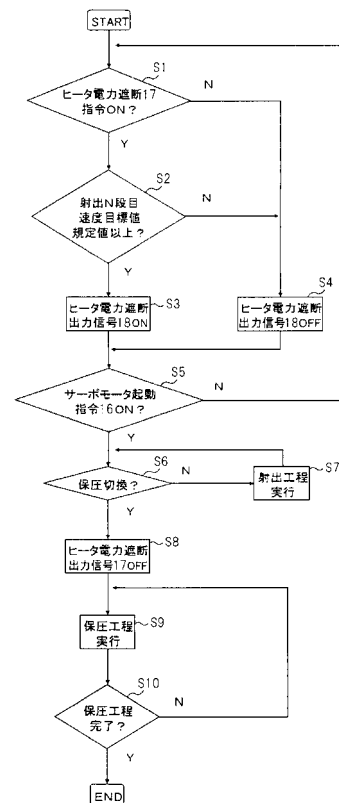 START
S1
ヒータ電力遮断17
指令ON?
N
Y
S2
射出N段目
速度目標値
規定値以上?
N
Y
S3
ヒータ電力遮断
出力信号18ON
S4
ヒータ電力遮断
出力信号18OFF
S5
サーボモータ起動
指令16ON?
N
Y
S6
保圧切換?
N
S7
射出工程
実行
Y
S8
ヒータ電力遮断
出力信号17OFF
S9
保圧工程
実行
S10
保圧工程
完了?
N
Y
END